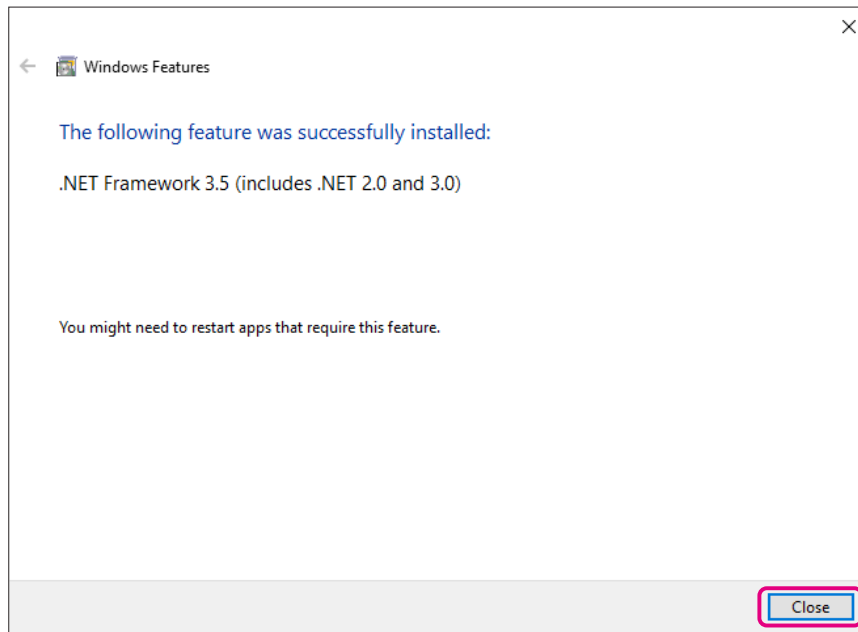 Windows Features
The following feature was successfully installed:
.NET Framework 3.5 (includes .NET 2.0 and 3.0)
You might need to restart apps that require this feature.
Close